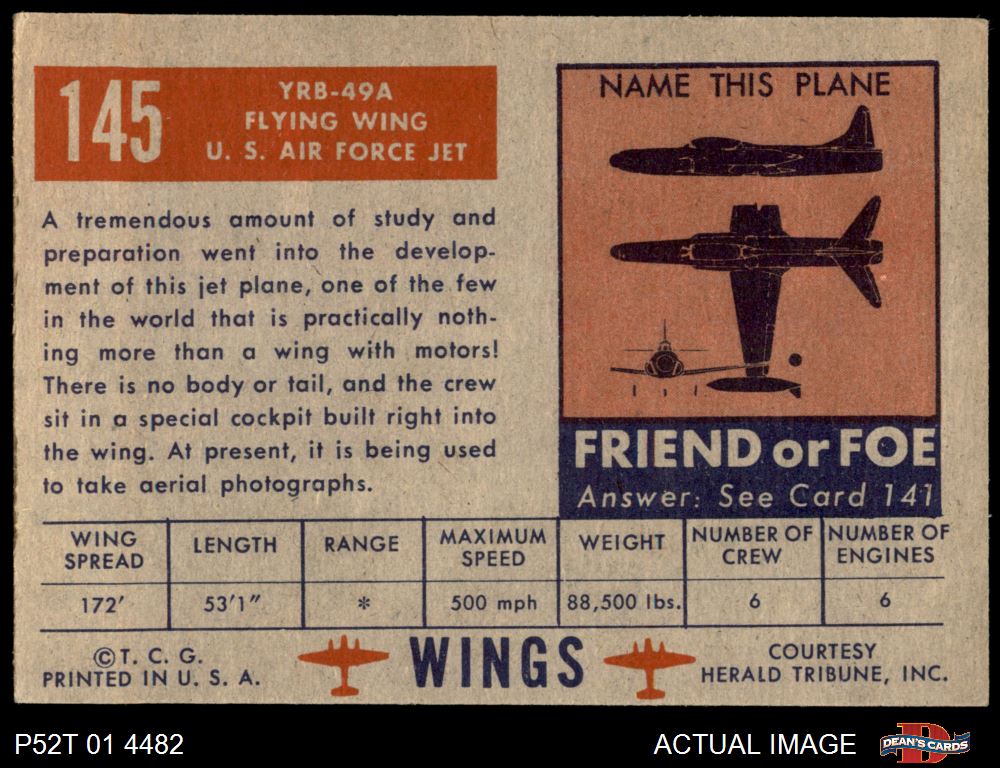 145
YRB-49A
FLYING WING
U. S. AIR FORCE JET
A tremendous amount of study and
preparation went into the develop-
ment of this jet plane, one of the few
in the world that is practically noth-
ing more than a wing with motors!
There is no body or tail, and the crew
sit in a special cockpit built right into
the wing. At present, it is being used
to take aerial photographs.
NAME THIS PLANE
FRIEND or FOE
Answer: See Card 141
WING SPREAD
LENGTH
RANGE
MAXIMUM SPEED
WEIGHT
NUMBER OF CREW
NUMBER OF ENGINES
172' 53'1" * 500 mph 88,500 lbs. 6 6
© T. C. G.
PRINTED IN U. S. A.
WINGS
COURTESY
HERALD TRIBUNE, INC.
P52T 01 4482
ACTUAL IMAGE
D
DEAN'S CARDS